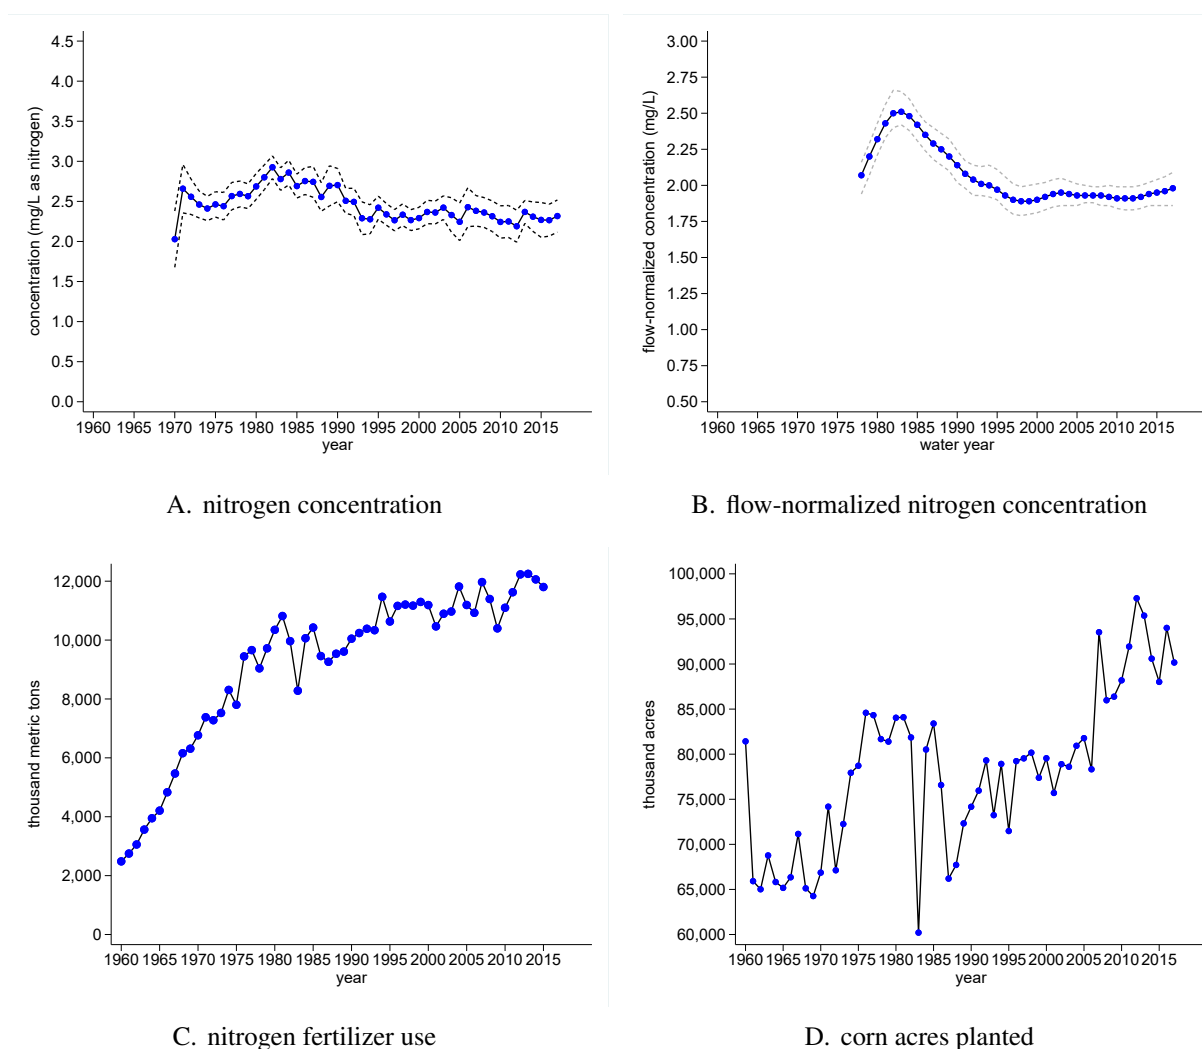 4.5
4.0
3.5
3.0
2.5
2.0
1.5
1.0
0.5
0.0
concentration (mg/L as nitrogen)
1960 1965 1970 1975 1980 1985 1990 1995 2000 2005 2010 2015
year
A. nitrogen concentration
3.00
2.75
2.50
2.25
2.00
1.75
1.50
1.25
1.00
0.75
0.50
flow-normalized concentration (mg/L)
1960 1965 1970 1975 1980 1985 1990 1995 2000 2005 2010 2015
water year
B. flow-normalized nitrogen concentration
12,000
10,000
8,000
6,000
4,000
2,000
0
thousand metric tons
1960 1965 1970 1975 1980 1985 1990 1995 2000 2005 2010 2015
year
C. nitrogen fertilizer use
100,000
95,000
90,000
85,000
80,000
75,000
70,000
65,000
60,000
thousand acres
1960 1965 1970 1975 1980 1985 1990 1995 2000 2005 2010 2015
year
D. corn acres planted